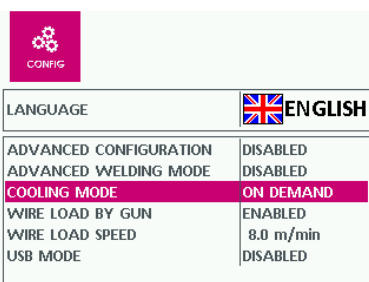 CONFIG
LANGUAGE ENGLISH
ADVANCED CONFIGURATION DISABLED
ADVANCED WELDING MODE DISABLED
COOLING MODE ON DEMAND
WIRE LOAD BY GUN ENABLED
WIRE LOAD SPEED 8.0 m/min
USB MODE DISABLED